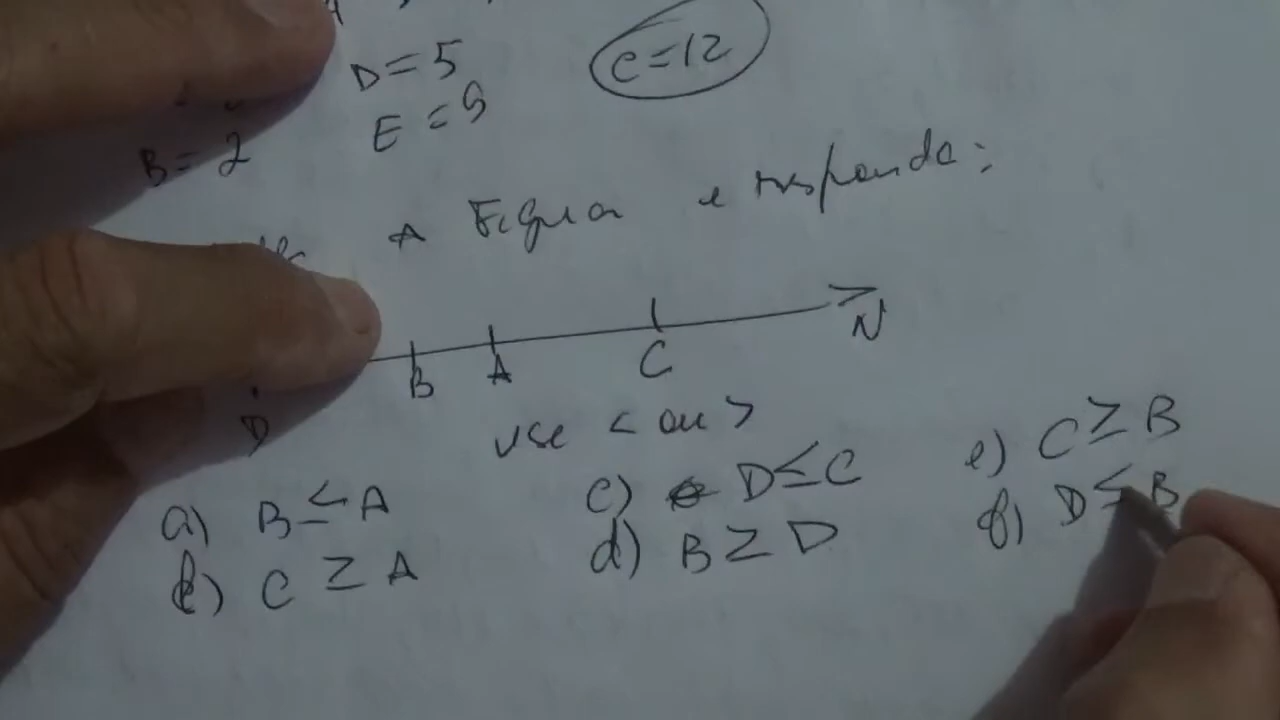 D = 5
C = 12
E = 9
B = 2
A Figura e responda:
B A C N
D
use < ou >
a) B ≤ A
c) D ≤ C
e) C ≥ B
b) C ≥ A
d) B ≥ D
f) D ≤ B